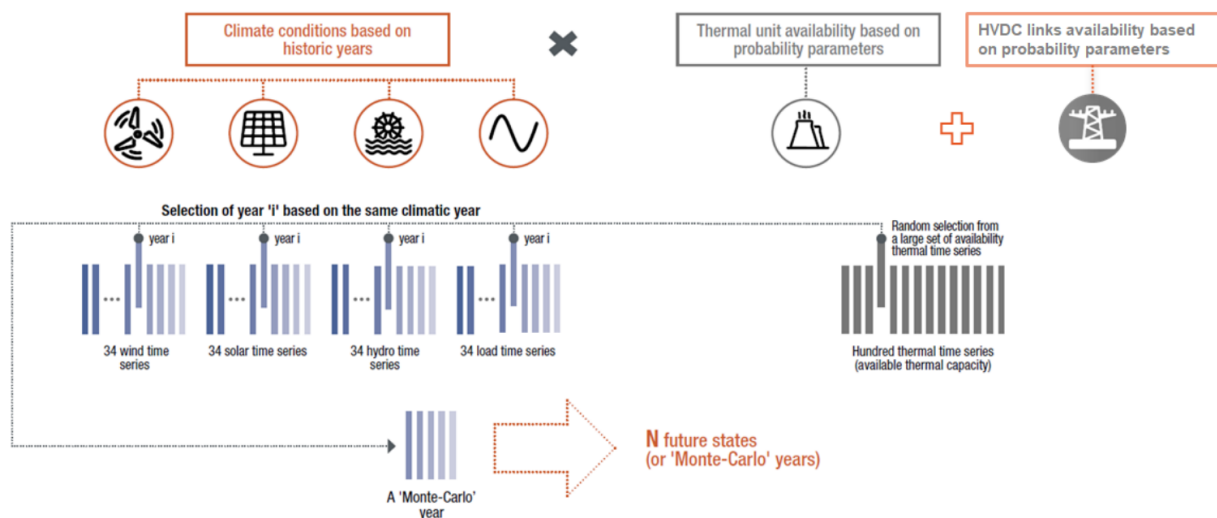 Climate conditions based on
historic years
Thermal unit availability based on
probability parameters
HVDC links availability based
on probability parameters
Selection of year 'i' based on the same climatic year
year i
year i
year i
year i
Random selection from
a large set of availability
thermal time series
34 wind time
series
34 solar time series
34 hydro time
series
34 load time series
Hundred thermal time series
(available thermal capacity)
A 'Monte-Carlo'
year
N future states
(or 'Monte-Carlo' years)